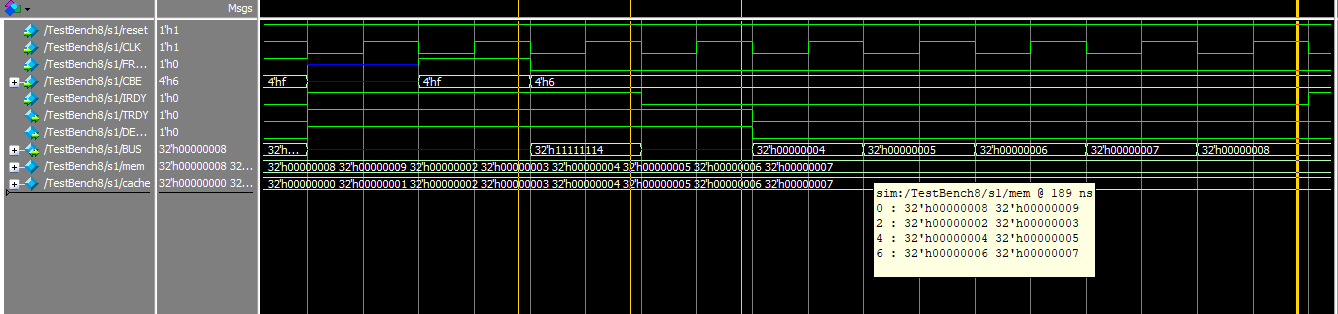 Msgs
/TestBench8/s1/reset 1'h1
/TestBench8/s1/CLK 1'h1
/TestBench8/s1/FR... 1'h0
/TestBench8/s1/CBE 4'h6 4'hf 4'hf 4'h6
/TestBench8/s1/IRDY 1'h0
/TestBench8/s1/TRDY 1'h0
/TestBench8/s1/DE... 1'h0
/TestBench8/s1/BUS 32'h00000008 32'h... 32'h11111114 32'h00000004 32'h00000005 32'h00000006 32'h00000007 32'h00000008
/TestBench8/s1/mem 32'h00000008 32... 32'h00000008 32'h00000009 32'h00000002 32'h00000003 32'h00000004 32'h00000005 32'h00000006 32'h00000007
/TestBench8/s1/cache 32'h00000000 32... 32'h00000000 32'h00000001 32'h00000002 32'h00000003 32'h00000004 32'h00000005 32'h00000006 32'h00000007
sim:/TestBench8/s1/mem @ 189 ns
0 : 32'h00000008 32'h00000009
2 : 32'h00000002 32'h00000003
4 : 32'h00000004 32'h00000005
6 : 32'h00000006 32'h00000007